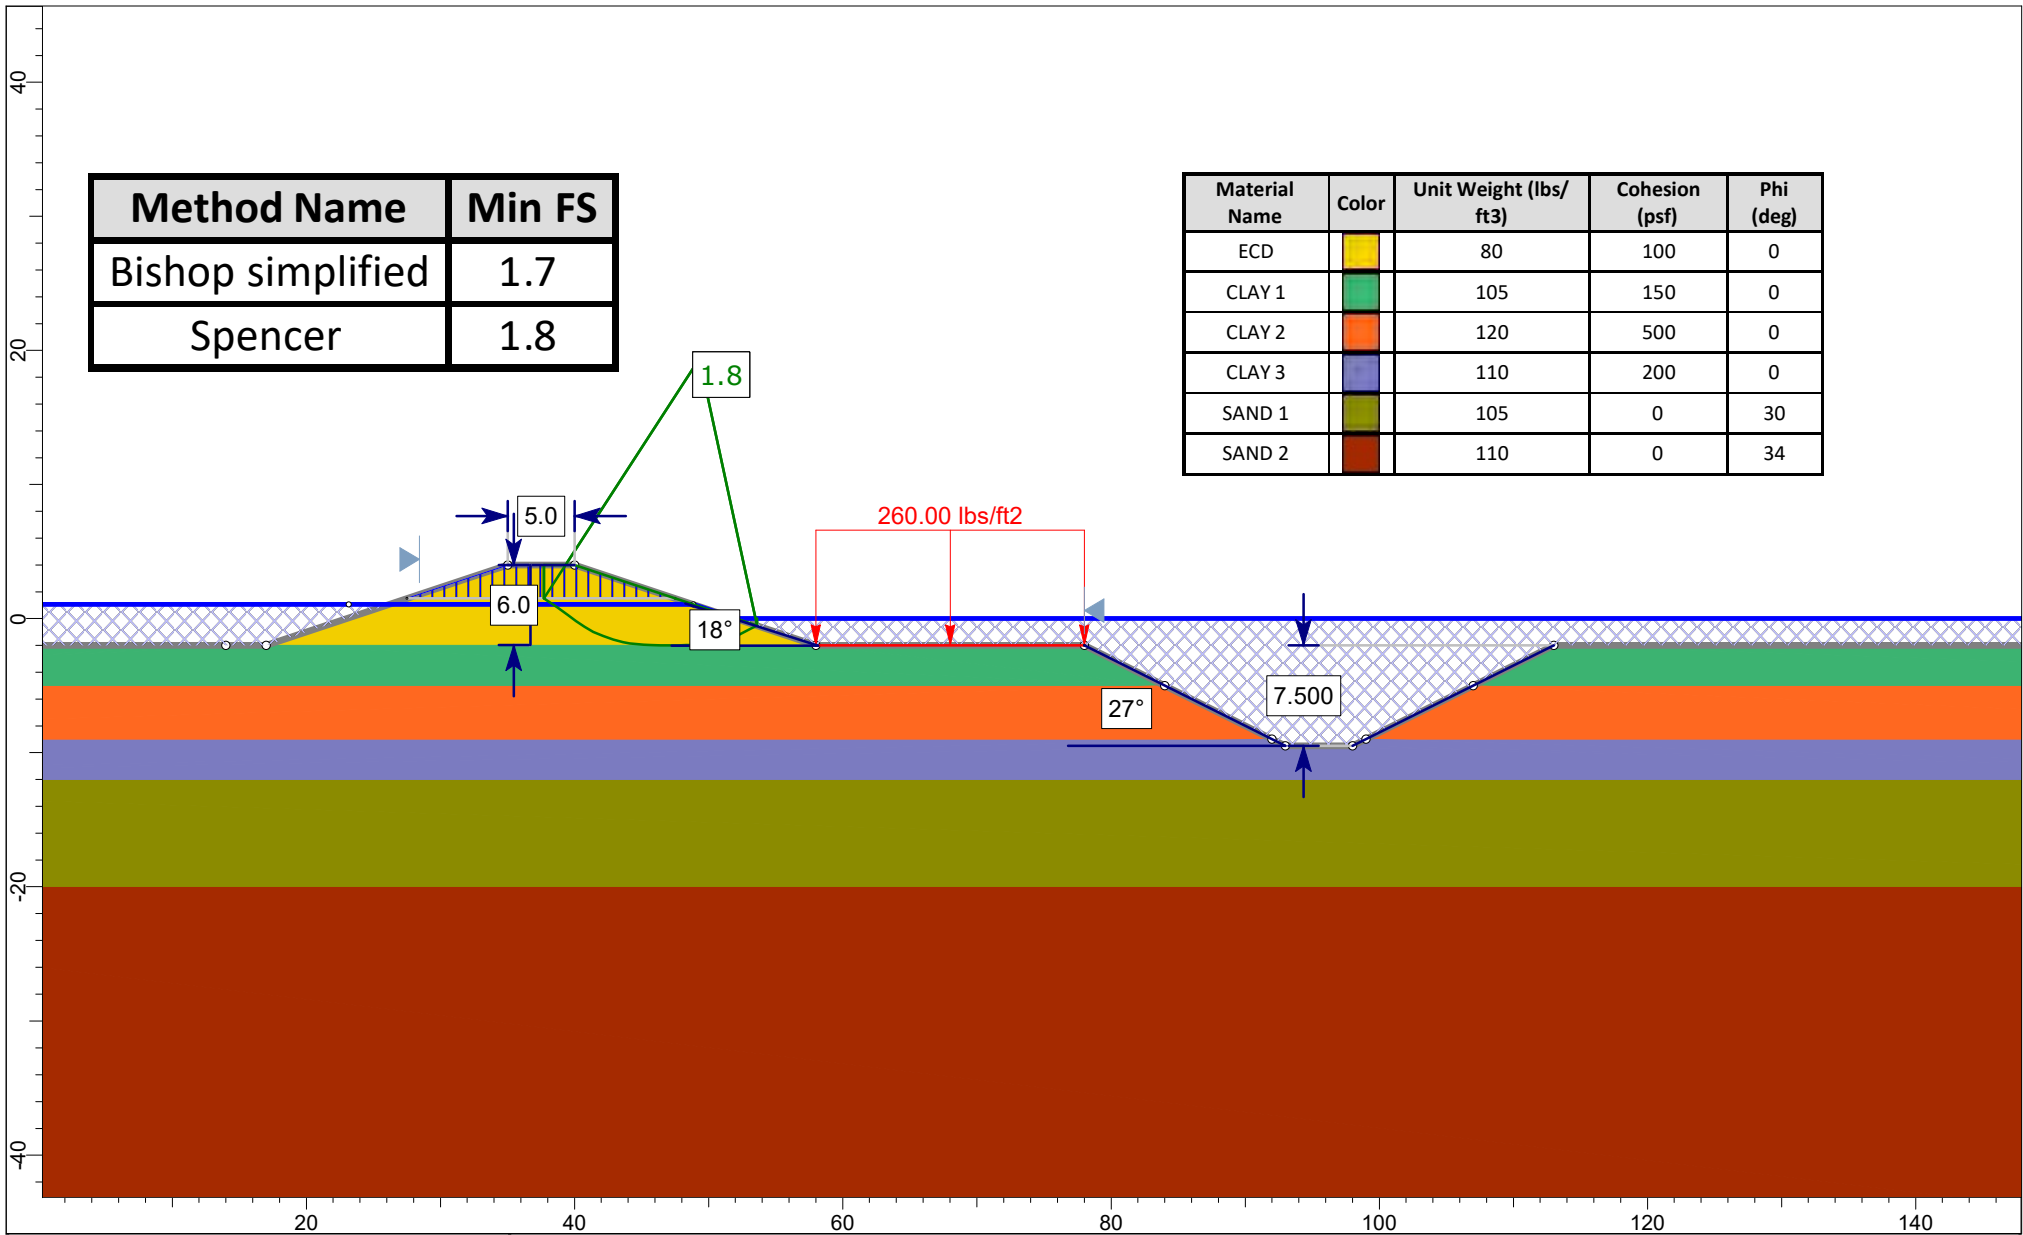 Method Name Min FS
Bishop simplified 1.7
Spencer 1.8
Material Name Color Unit Weight (lbs/ft3) Cohesion (psf) Phi (deg)
ECD 80 100 0
CLAY 1 105 150 0
CLAY 2 120 500 0
CLAY 3 110 200 0
SAND 1 105 0 30
SAND 2 110 0 34
1.8
5.0
260.00 lbs/ft2
6.0
18°
27°
7.500
40
20
0
-20
-40
20 40 60 80 100 120 140